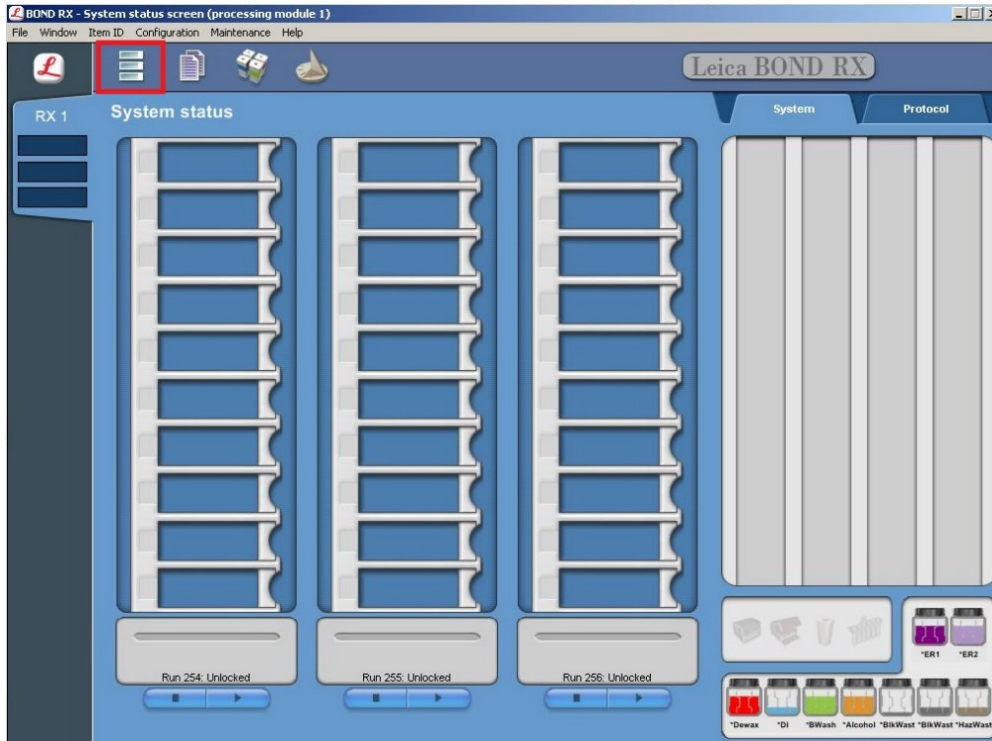 BOND RX - System status screen (processing module 1)
File Window Item ID Configuration Maintenance Help
Leica BOND RX
RX 1
System status
System
Protocol
Run 254: Unlocked
Run 255: Unlocked
Run 256: Unlocked
*ER1 *ER2
*Dewax *DI *BWash *Alcohol *BlkWast *BlkWast *HazWast